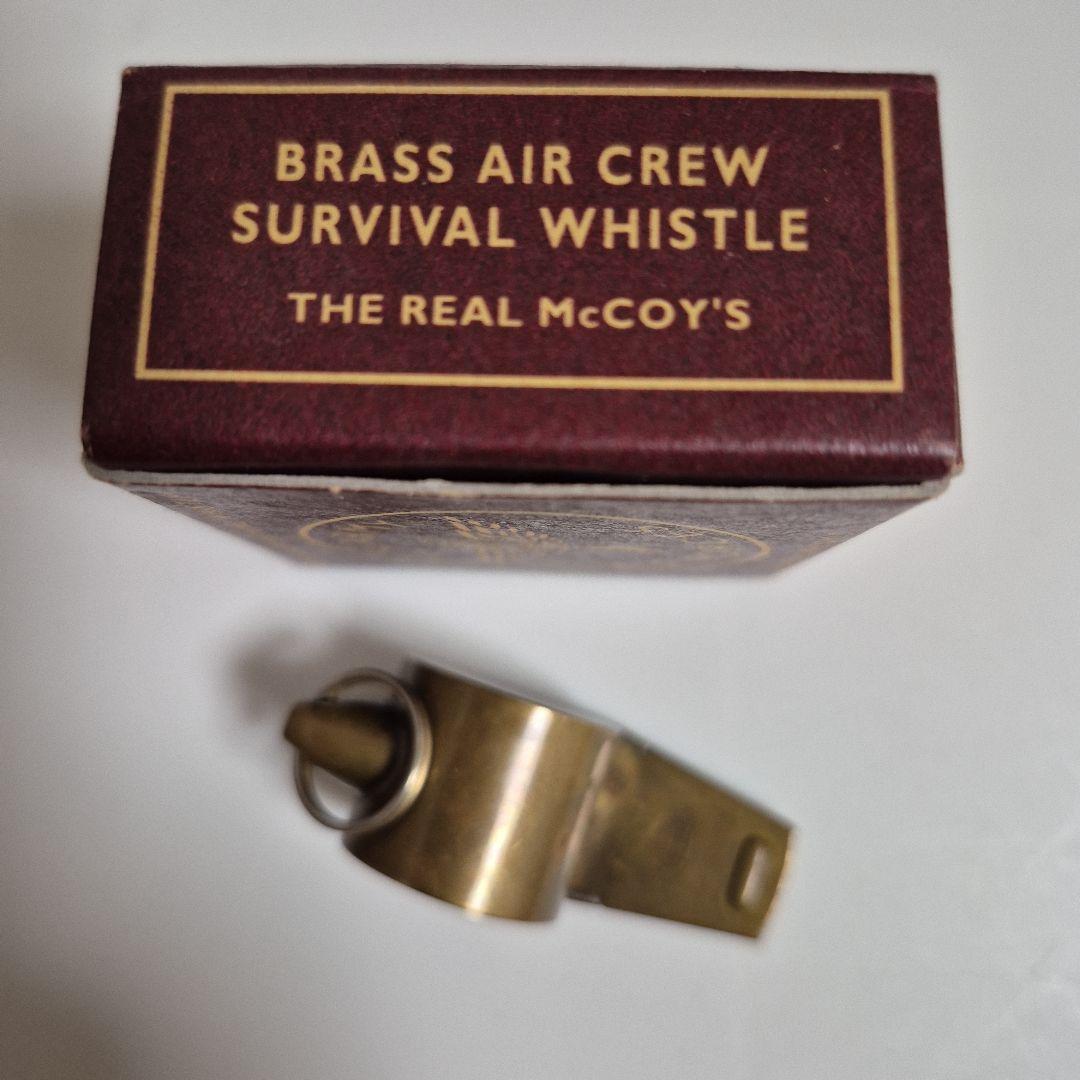 BRASS AIR CREW
SURVIVAL WHISTLE
THE REAL McCOY'S